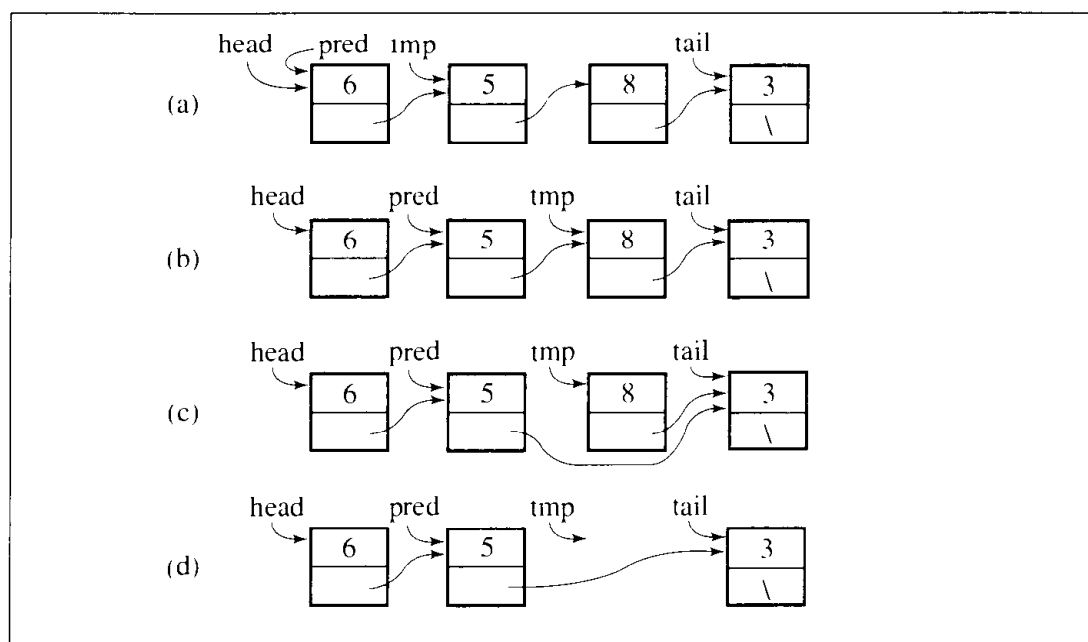 head pred 1mp tail
6 5 8 3
(a)
\
head pred tmp tail
6 5 8 3
(b)
\
head pred tmp tail
6 5 8 3
(c)
\
head pred tmp tail
6 5 3
(d)
\